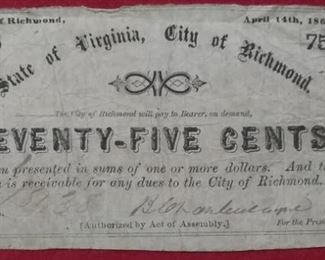 of Richmond, April 14th, 186
75
State of Virginia, City of Richmond.
The City of Richmond will pay to Bearer, on demand,
EVENTY-FIVE CENTS
n presented in sums of one or more dollars. And t
is receivable for any dues to the City of Richmond.
[Authorized by Act of Assembly.] For the Pres